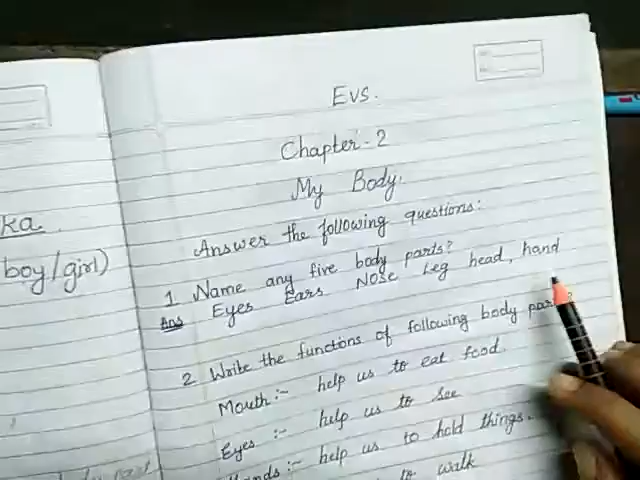 ka
boy/girl)
Evs.
Chapter-2
My Body.
Answer the following questions:
1 Name any five body parts?
Ans Eyes Ears Nose Leg head, hand
2 Write the functions of following body parts?
Mouth:- help us to eat food.
Eyes :- help us to see
Hands:- help us to hold things.
to walk